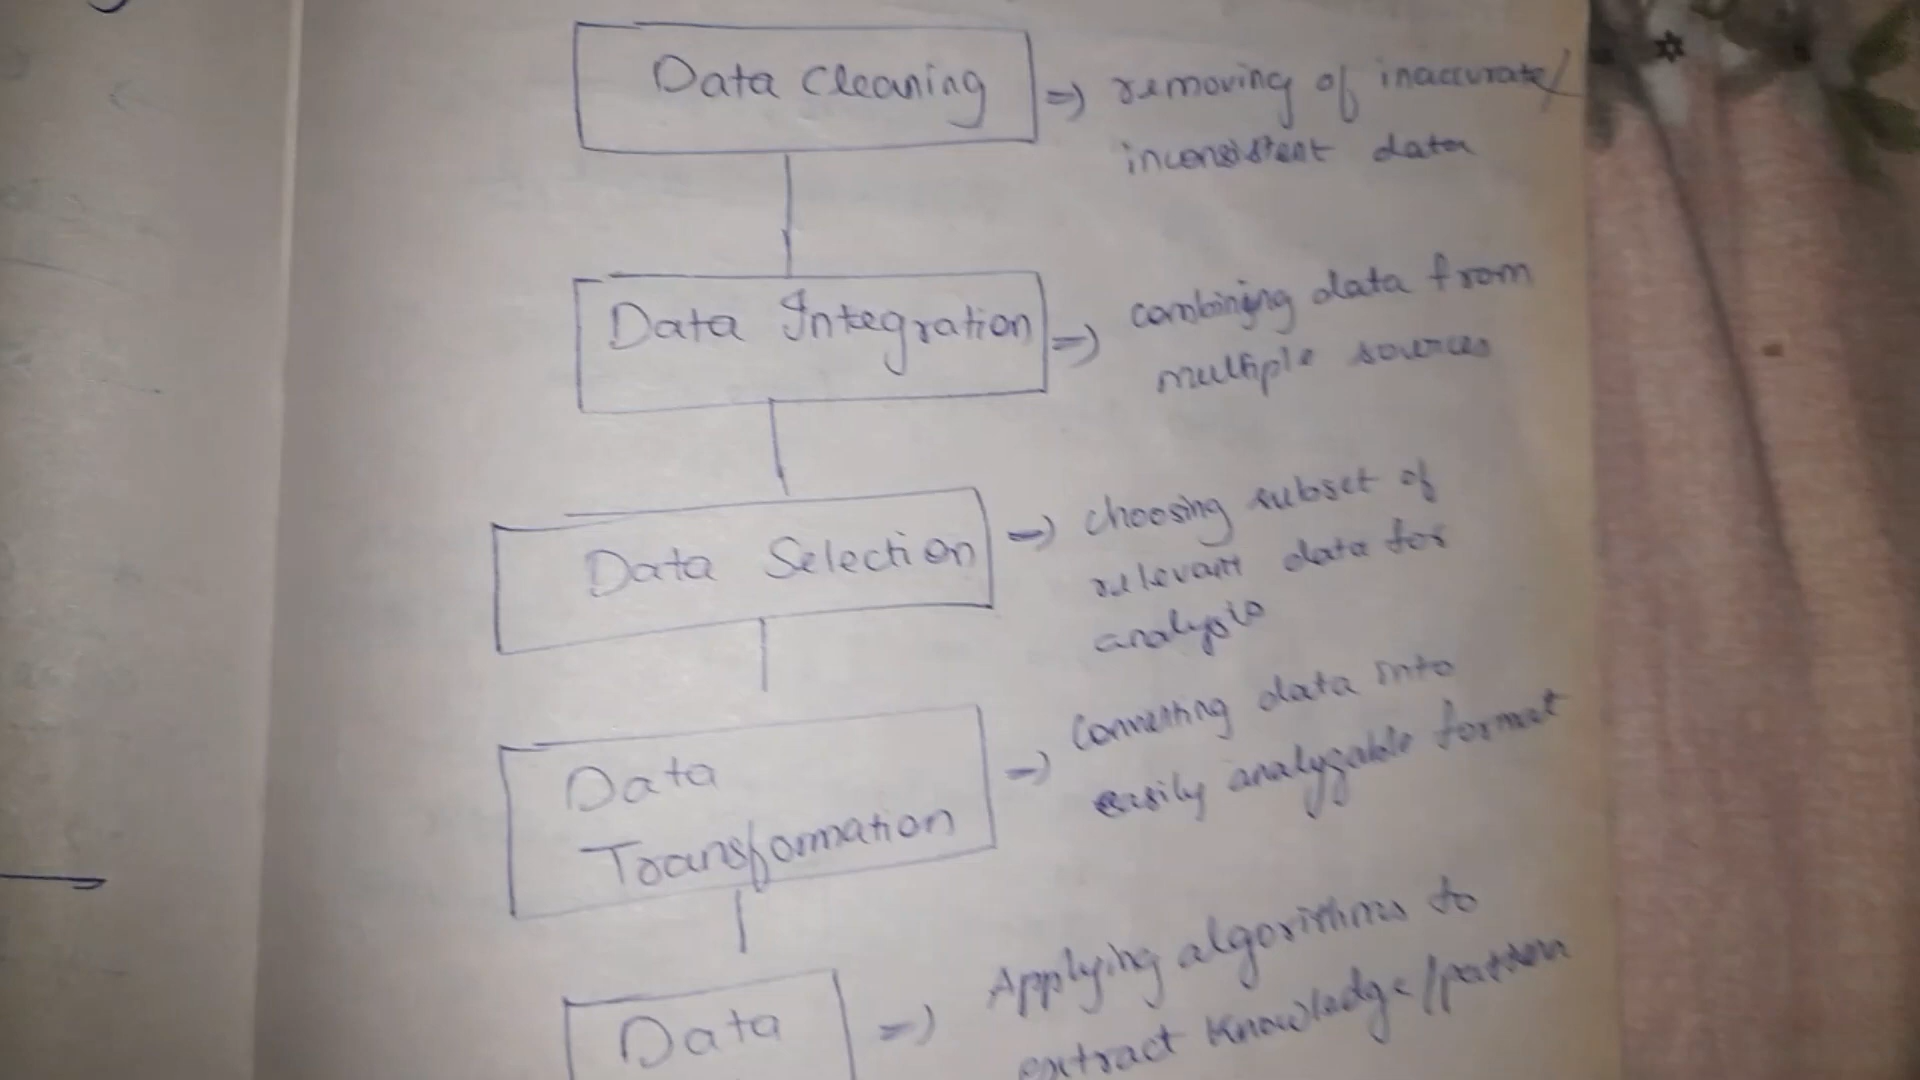 Data Cleaning => removing of inaccurate/
inconsistent data
Data Integration => combining data from
multiple sources
Data Selection => choosing subset of
relevant data for
analysis
Data
Transformation => Converting data into
easily analyzable format
Data => Applying algorithms to
extract knowledge/pattern